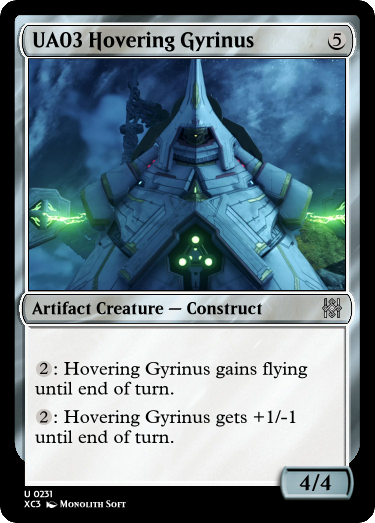 UA03 Hovering Gyrinus 5
Artifact Creature — Construct
2: Hovering Gyrinus gains flying
until end of turn.
2: Hovering Gyrinus gets +1/-1
until end of turn.
4/4
U 0231
XC3 Monolith Soft